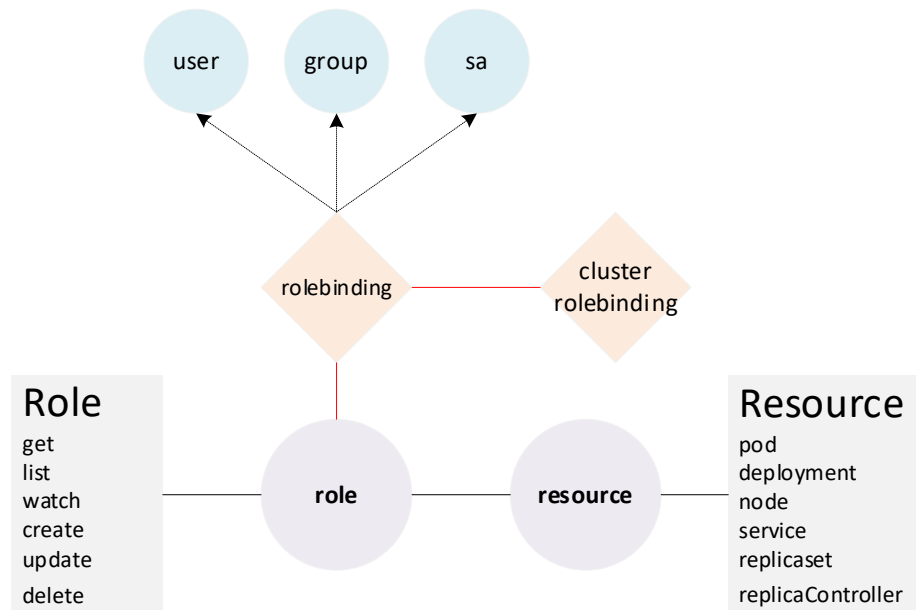 user
group
sa
rolebinding
cluster
rolebinding
Role
get
list
watch
create
update
delete
role
resource
Resource
pod
deployment
node
service
replicaset
replicaController